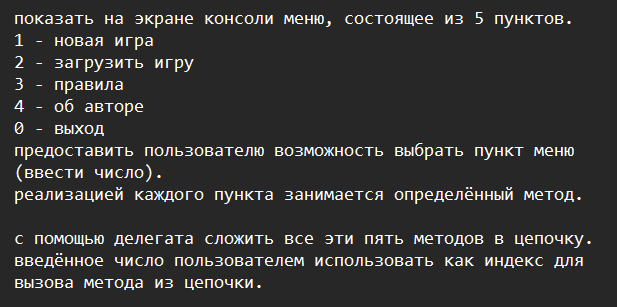 показать на экране консоли меню, состоящее из 5 пунктов.
1 - новая игра
2 - загрузить игру
3 - правила
4 - об авторе
0 - выход
предоставить пользователю возможность выбрать пункт меню
(ввести число).
реализацией каждого пункта занимается определённый метод.

с помощью делегата сложить все эти пять методов в цепочку.
введённое число пользователем использовать как индекс для
вызова метода из цепочки.